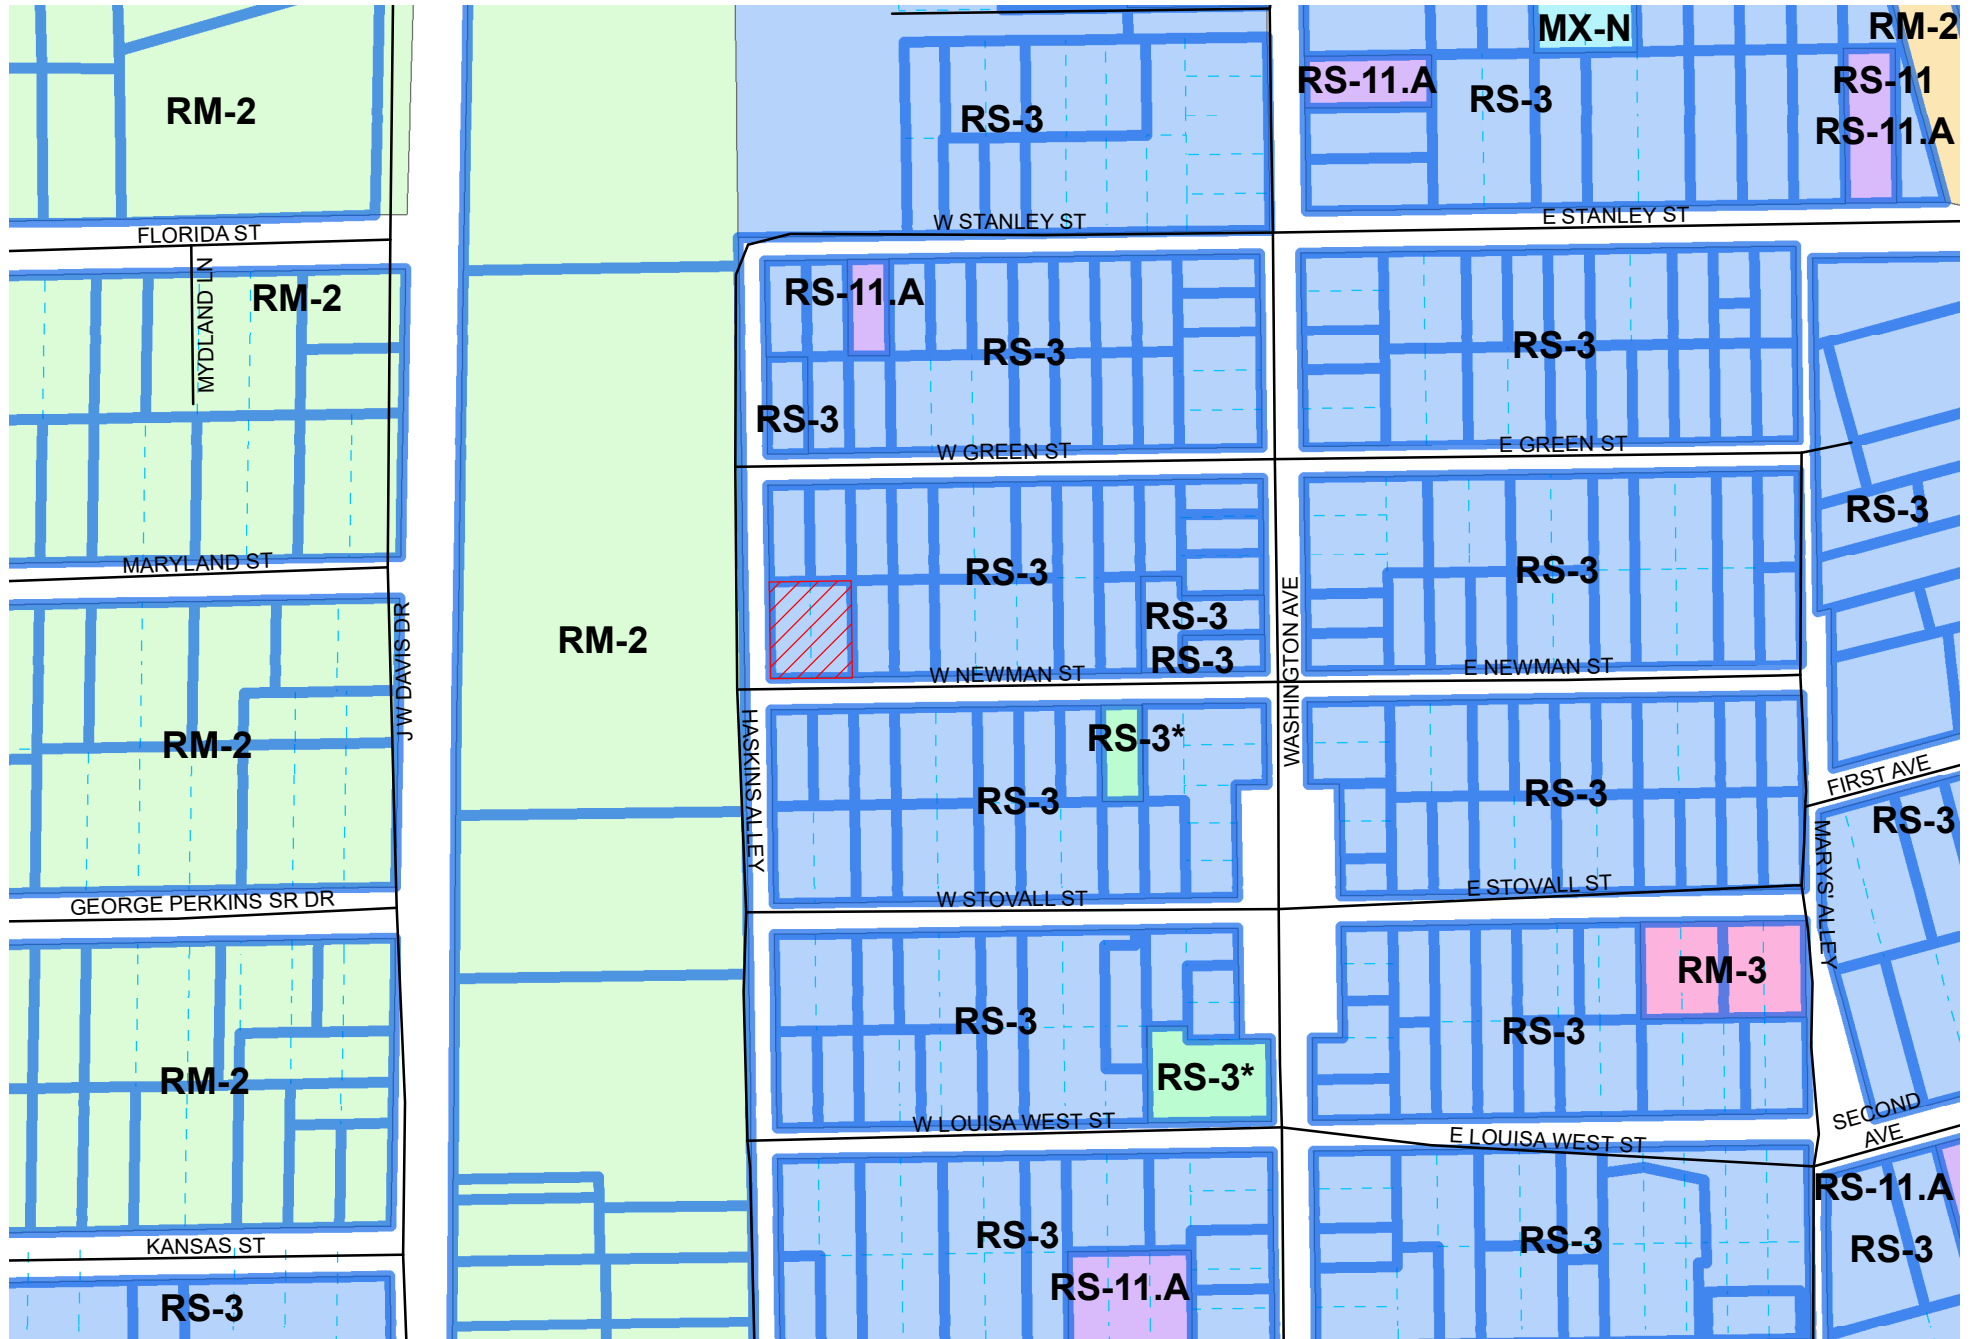 MX-N
RM-2
RM-2
RS-11.A
RS-3
RS-11
RS-3
RS-11.A
W STANLEY ST
E STANLEY ST
FLORIDA ST
MYDLAND LN
RM-2
RS-11.A
RS-3
RS-3
RS-3
W GREEN ST
E GREEN ST
RS-3
MARYLAND ST
RS-3
RS-3
J W DAVIS DR
WASHINGTON AVE
RM-2
RS-3
RS-3
W NEWMAN ST
E NEWMAN ST
RM-2
HASKINS ALLEY
RS-3*
RS-3
RS-3
FIRST AVE
RS-3
MARYS' ALLEY
GEORGE PERKINS SR DR
W STOVALL ST
E STOVALL ST
RM-3
RS-3
RS-3
RM-2
RS-3*
W LOUISA WEST ST
E LOUISA WEST ST
SECOND
AVE
RS-11.A
KANSAS ST
RS-3
RS-3
RS-3
RS-11.A
RS-3